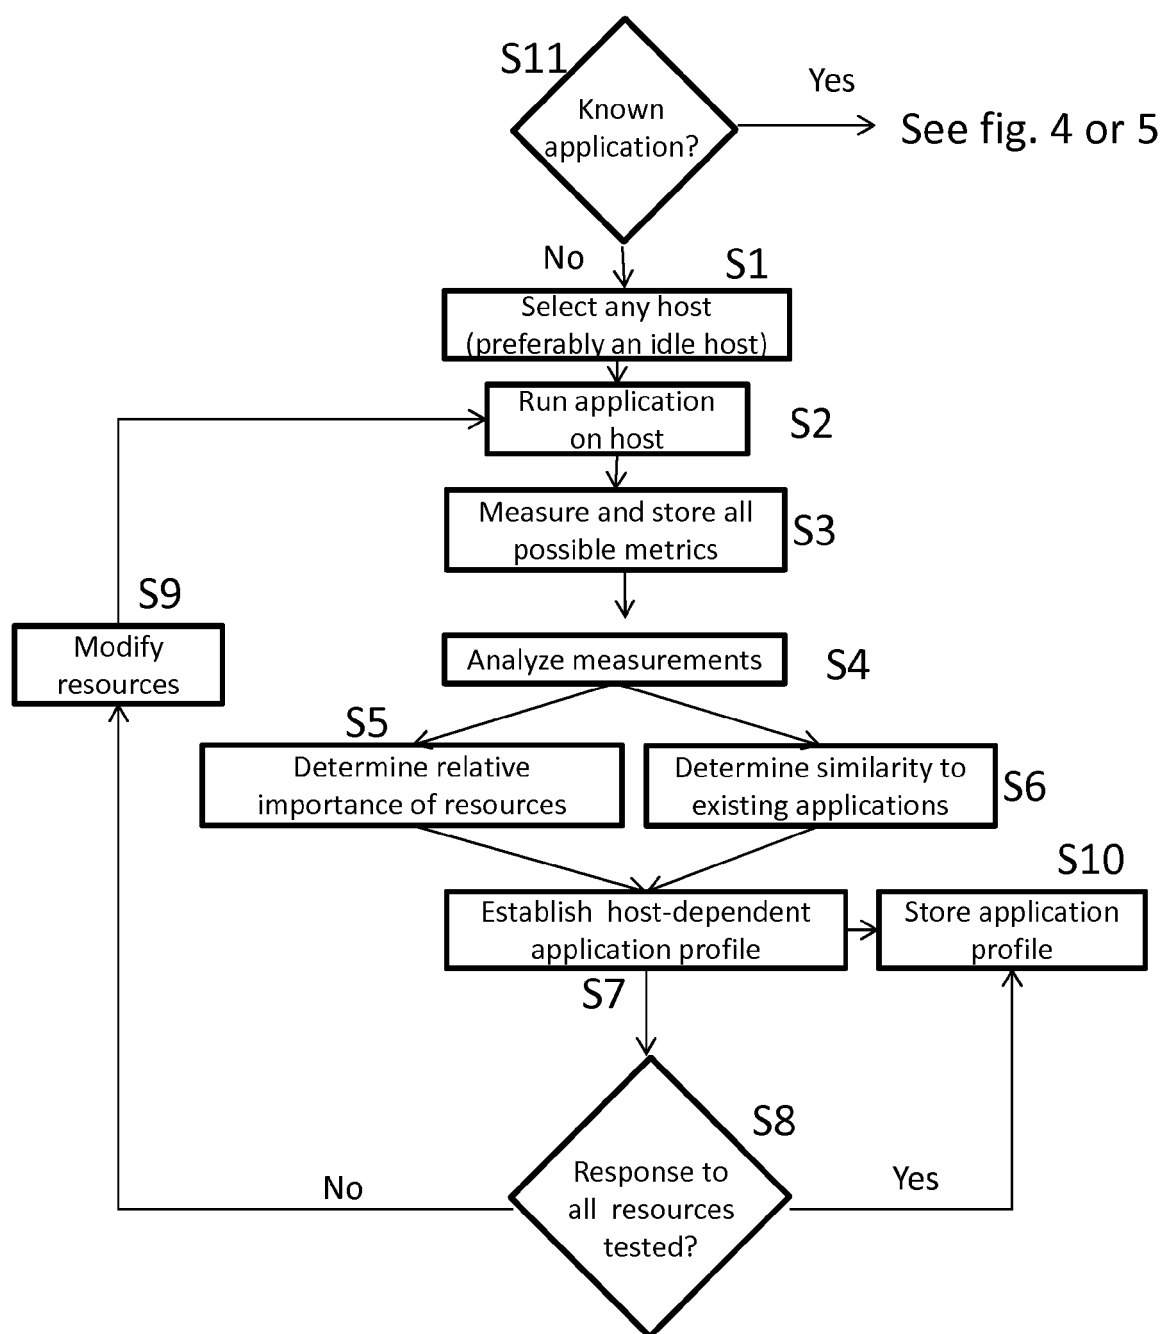 S11
Known
application?
Yes
See fig. 4 or 5
No
S1
Select any host
(preferably an idle host)
Run application
on host
S2
Measure and store all
possible metrics
S3
S9
Modify
resources
Analyze measurements
S4
S5
Determine relative
importance of resources
Determine similarity to
existing applications
S6
S10
Establish host-dependent
application profile
Store application
profile
S7
S8
Response to
all resources
tested?
No
Yes